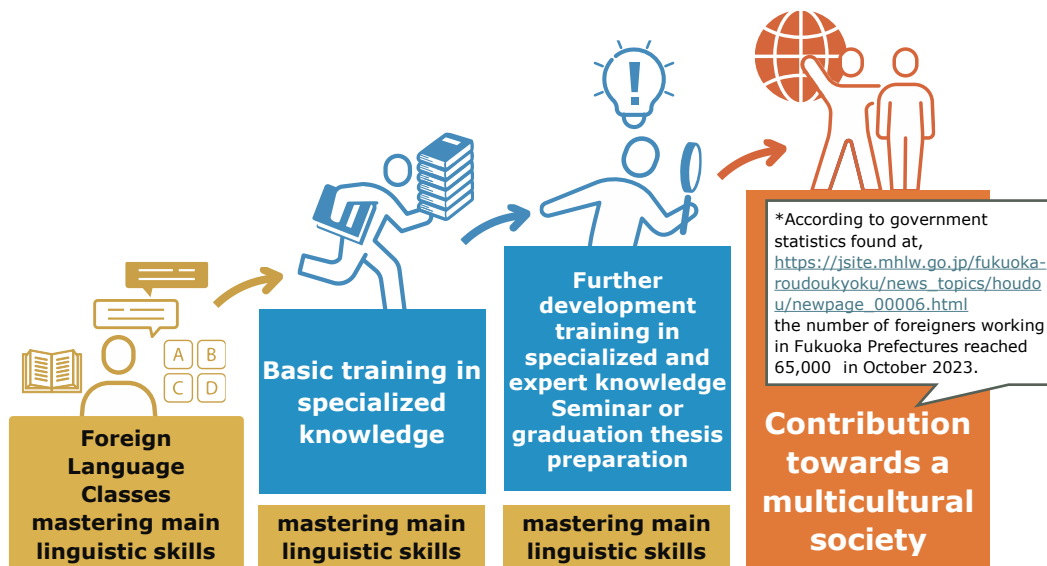 A
B
C
D
Foreign
Language
Classes
mastering main
linguistic skills
Basic training in
specialized
knowledge
mastering main
linguistic skills
Further
development
training in
specialized and
expert knowledge
Seminar or
graduation thesis
preparation
mastering main
linguistic skills
*According to government
statistics found at,
https://jsite.mhlw.go.jp/fukuoka-
roudoukyoku/news_topics/houdo
u/newpage_00006.html
the number of foreigners working
in Fukuoka Prefectures reached
65,000 in October 2023.
Contribution
towards a
multicultural
society